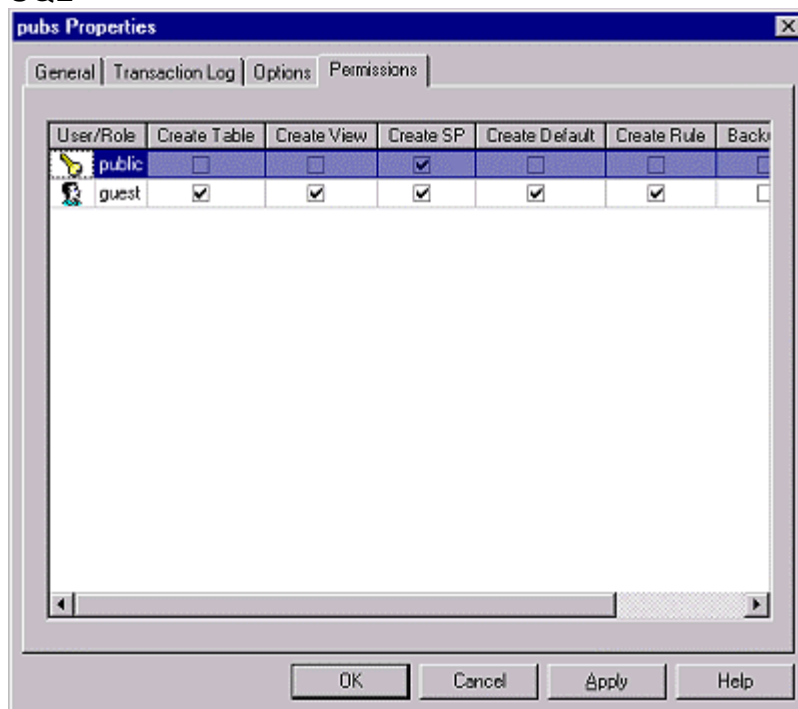 SQL
pubs Properties
General Transaction Log Options Permissions
User/Role Create Table Create View Create SP Create Default Create Rule
public
guest
OK Cancel Apply Help